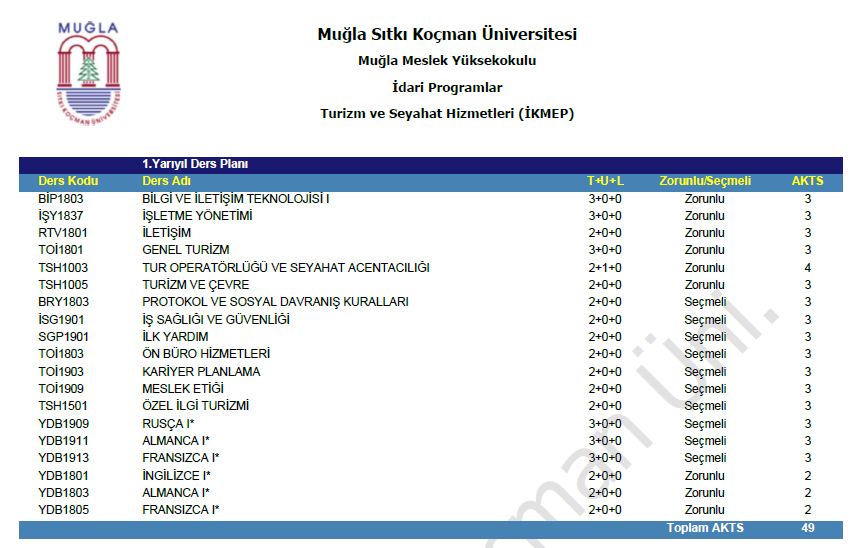 MUĞLA
SITKI KOÇMAN ÜNİVERSİTESİ
Muğla Sıtkı Koçman Üniversitesi
Muğla Meslek Yüksekokulu
İdari Programlar
Turizm ve Seyahat Hizmetleri (İKMEP)
1.Yarıyıl Ders Planı
Ders Kodu Ders Adı T+U+L Zorunlu/Seçmeli AKTS
BİP1803 BİLGİ VE İLETİŞİM TEKNOLOJİSİ I 3+0+0 Zorunlu 3
İŞY1837 İŞLETME YÖNETİMİ 3+0+0 Zorunlu 3
RTV1801 İLETİŞİM 2+0+0 Zorunlu 3
TOİ1801 GENEL TURİZM 3+0+0 Zorunlu 3
TSH1003 TUR OPERATÖRLÜĞÜ VE SEYAHAT ACENTACILIĞI 2+1+0 Zorunlu 4
TSH1005 TURİZM VE ÇEVRE 2+0+0 Zorunlu 3
BRY1803 PROTOKOL VE SOSYAL DAVRANIŞ KURALLARI 2+0+0 Seçmeli 3
İSG1901 İŞ SAĞLIĞI VE GÜVENLİĞİ 2+0+0 Seçmeli 3
SGP1901 İLK YARDIM 2+0+0 Seçmeli 3
TOİ1803 ÖN BÜRO HİZMETLERİ 2+0+0 Seçmeli 3
TOİ1903 KARİYER PLANLAMA 2+0+0 Seçmeli 3
TOİ1909 MESLEK ETİĞİ 2+0+0 Seçmeli 3
TSH1501 ÖZEL İLGİ TURİZMİ 2+0+0 Seçmeli 3
YDB1909 RUSÇA I* 3+0+0 Seçmeli 3
YDB1911 ALMANCA I* 3+0+0 Seçmeli 3
YDB1913 FRANSIZCA I* 3+0+0 Seçmeli 3
YDB1801 İNGİLİZCE I* 2+0+0 Zorunlu 2
YDB1803 ALMANCA I* 2+0+0 Zorunlu 2
YDB1805 FRANSIZCA I* 2+0+0 Zorunlu 2
Toplam AKTS 49
man Üni.